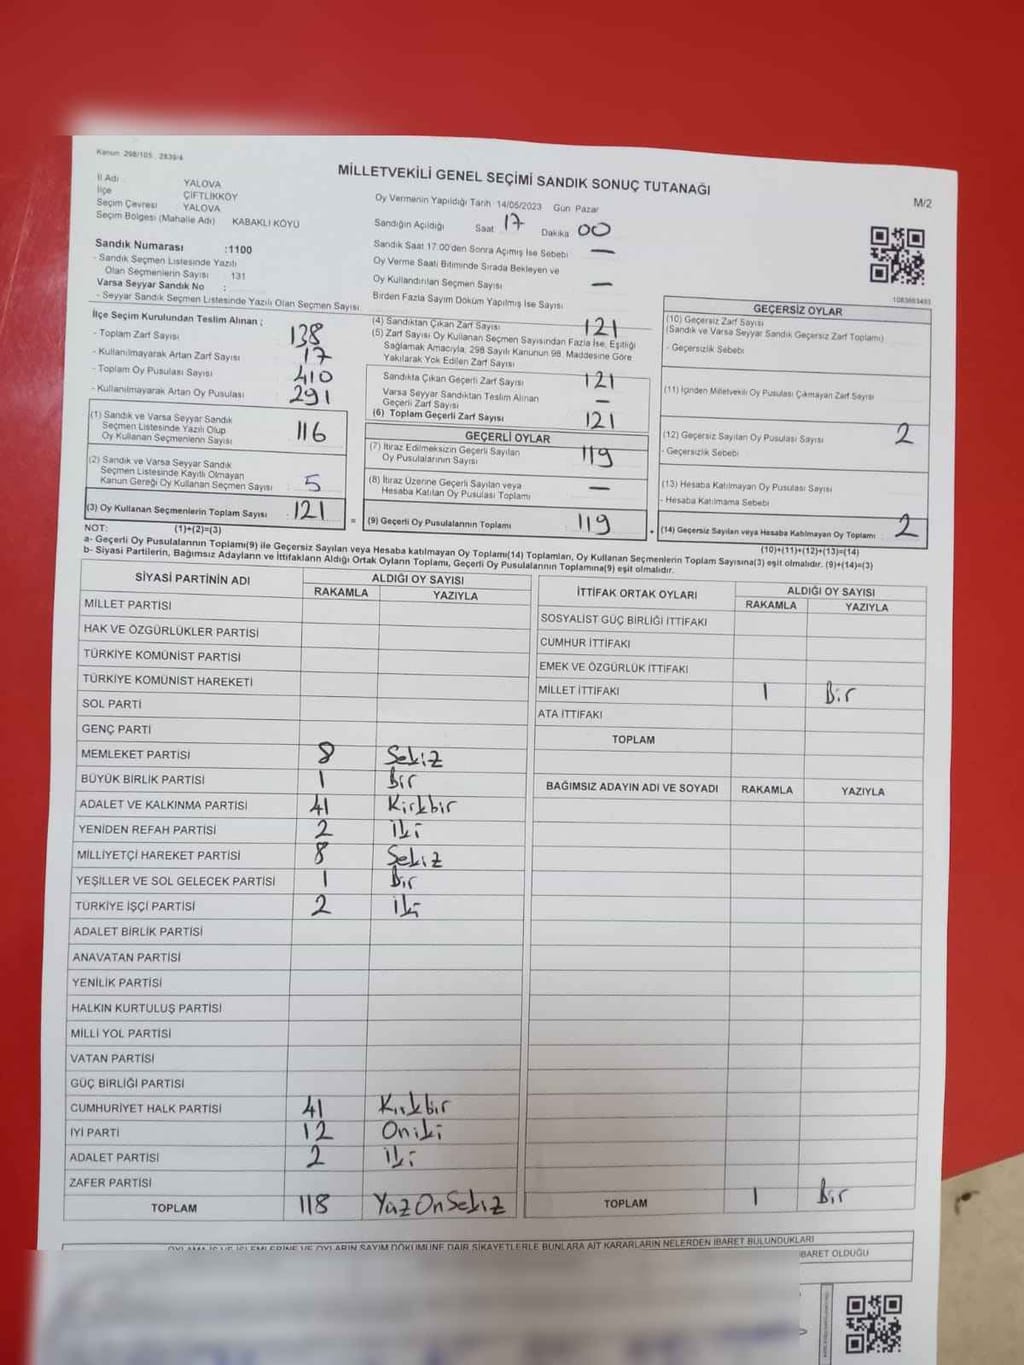 Kanun 298/105, 2839/4
MİLLETVEKİLİ GENEL SEÇİMİ SANDIK SONUÇ TUTANAĞI
M/2
İl Adı YALOVA
İlçe ÇİFTLİKKÖY
Seçim Çevresi YALOVA
Seçim Bölgesi (Mahalle Adı) KABAKLI KÖYÜ
Oy Vermenin Yapıldığı Tarih 14/05/2023 Gün Pazar
Sandığın Açıldığı Saat 17 Dakika 00
Sandık Saat 17:00'den Sonra Açımış İse Sebebi —
Oy Verme Saati Bitiminde Sırada Bekleyen ve
Oy Kullandırılan Seçmen Sayısı —
Birden Fazla Sayım Döküm Yapılmış İse Sayısı
Sandık Numarası :1100
- Sandık Seçmen Listesinde Yazılı
Olan Seçmenlerin Sayısı 131
Varsa Seyyar Sandık No :
- Seyyar Sandık Seçmen Listesinde Yazılı Olan Seçmen Sayısı
İlçe Seçim Kurulundan Teslim Alınan ;
- Toplam Zarf Sayısı 138
- Kullanılmayarak Artan Zarf Sayısı 17
- Toplam Oy Pusulası Sayısı 410
- Kullanılmayarak Artan Oy Pusulası 291
(1) Sandık ve Varsa Seyyar Sandık
Seçmen Listesinde Yazılı Olup
Oy Kullanan Seçmenlerin Sayısı 116
(2) Sandık ve Varsa Seyyar Sandık
Seçmen Listesinde Kayıtlı Olmayan
Kanun Gereği Oy Kullanan Seçmen Sayısı 5
(3) Oy Kullanan Seçmenlerin Toplam Sayısı 121
(4) Sandıktan Çıkan Zarf Sayısı 121
(5) Zarf Sayısı Oy Kullanan Seçmen Sayısından Fazla İse, Eşitliği
Sağlamak Amacıyla, 298 Sayılı Kanunun 98. Maddesine Göre
Yakılarak Yok Edilen Zarf Sayısı
Sandıkta Çıkan Geçerli Zarf Sayısı 121
Varsa Seyyar Sandıktan Teslim Alınan
Geçerli Zarf Sayısı —
(6) Toplam Geçerli Zarf Sayısı 121
GEÇERLİ OYLAR
(7) İtiraz Edilmeksizin Geçerli Sayılan
Oy Pusulalarının Sayısı 119
(8) İtiraz Üzerine Geçerli Sayılan veya
Hesaba Katılan Oy Pusulası Toplamı —
= (9) Geçerli Oy Pusulalarının Toplamı 119
GEÇERSİZ OYLAR
(10) Geçersiz Zarf Sayısı
(Sandık ve Varsa Seyyar Sandık Geçersiz Zarf Toplamı)
- Geçersizlik Sebebi
(11) İçinden Milletvekili Oy Pusulası Çıkmayan Zarf Sayısı
(12) Geçersiz Sayılan Oy Pusulası Sayısı 2
- Geçersizlik Sebebi
(13) Hesaba Katılmayan Oy Pusulası Sayısı
- Hesaba Katılmama Sebebi
+ (14) Geçersiz Sayılan veya Hesaba Katılmayan Oy Toplamı 2
NOT: (1)+(2)=(3)
(10)+(11)+(12)+(13)=(14)
a- Geçerli Oy Pusulalarının Toplamı(9) ile Geçersiz Sayılan veya Hesaba katılmayan Oy Toplamı(14) Toplamları, Oy Kullanan Seçmenlerin Toplam Sayısına(3) eşit olmalıdır. (9)+(14)=(3)
b- Siyasi Partilerin, Bağımsız Adayların ve İttifakların Aldığı Ortak Oyların Toplamı, Geçerli Oy Pusulalarının Toplamına(9) eşit olmalıdır.
SİYASİ PARTİNİN ADI ALDIĞI OY SAYISI
RAKAMLA YAZIYLA
MİLLET PARTİSİ
HAK VE ÖZGÜRLÜKLER PARTİSİ
TÜRKİYE KOMÜNİST PARTİSİ
TÜRKİYE KOMÜNİST HAREKETİ
SOL PARTİ
GENÇ PARTİ
MEMLEKET PARTİSİ 8 Sekiz
BÜYÜK BİRLİK PARTİSİ 1 Bir
ADALET VE KALKINMA PARTİSİ 41 Kırkbir
YENİDEN REFAH PARTİSİ 2 iki
MİLLİYETÇİ HAREKET PARTİSİ 8 Sekiz
YEŞİLLER VE SOL GELECEK PARTİSİ 1 Bir
TÜRKİYE İŞÇİ PARTİSİ 2 iki
ADALET BİRLİK PARTİSİ
ANAVATAN PARTİSİ
YENİLİK PARTİSİ
HALKIN KURTULUŞ PARTİSİ
MİLLİ YOL PARTİSİ
VATAN PARTİSİ
GÜÇ BİRLİĞİ PARTİSİ
CUMHURİYET HALK PARTİSİ 41 Kırkbir
İYİ PARTİ 12 Oniki
ADALET PARTİSİ 2 iki
ZAFER PARTİSİ
TOPLAM 118 YüzOnSekiz
İTTİFAK ORTAK OYLARI ALDIĞI OY SAYISI
RAKAMLA YAZIYLA
SOSYALİST GÜÇ BİRLİĞİ İTTİFAKI
CUMHUR İTTİFAKI
EMEK VE ÖZGÜRLÜK İTTİFAKI
MİLLET İTTİFAKI 1 Bir
ATA İTTİFAKI
TOPLAM
BAĞIMSIZ ADAYIN ADI VE SOYADI RAKAMLA YAZIYLA
TOPLAM 1 Bir
OYLAMA İŞ VE İŞLEMLERİNE VE OYLARIN SAYIM DÖKÜMÜNE DAİR ŞİKAYETLERLE BUNLARA AİT KARARLARIN NELERDEN İBARET BULUNDUKLARI
İBARET OLDUĞU